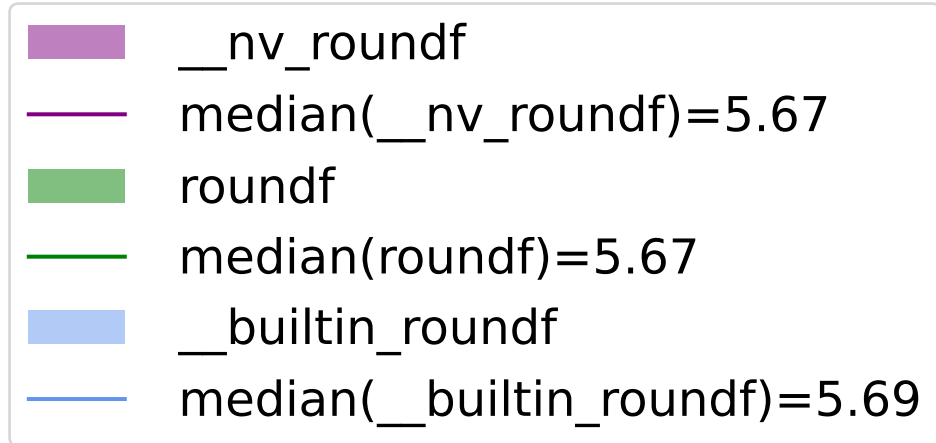 __nv_roundf
median(__nv_roundf)=5.67
roundf
median(roundf)=5.67
__builtin_roundf
median(__builtin_roundf)=5.69